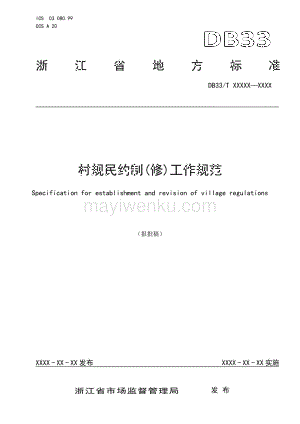 ICS 03.080.99
GOS A 20
DB33
浙江省地方标准
DB33/T XXXXX—XXXX
村规民约制(修)工作规范
Specification for establishment and revision of village regulations
mayiwenku.com
(报批稿)
XXXX-XX-XX发布 XXXX-XX-XX实施
浙江省市场监督管理局 发布